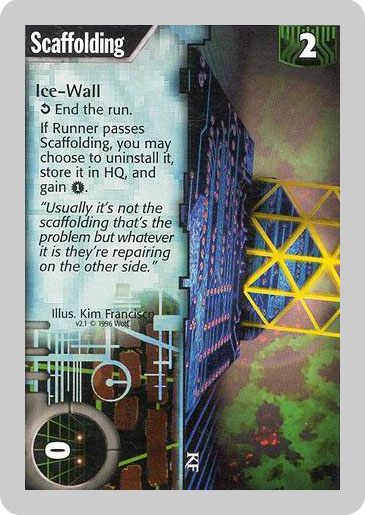 Scaffolding
2
Ice-Wall
End the run.
If Runner passes
Scaffolding, you may
choose to uninstall it,
store it in HQ, and
gain 1.
"Usually it's not the
scaffolding that's the
problem but whatever
it is they're repairing
on the other side."
Illus. Kim Francisco
v2.1 © 1996 WotC
0
KF